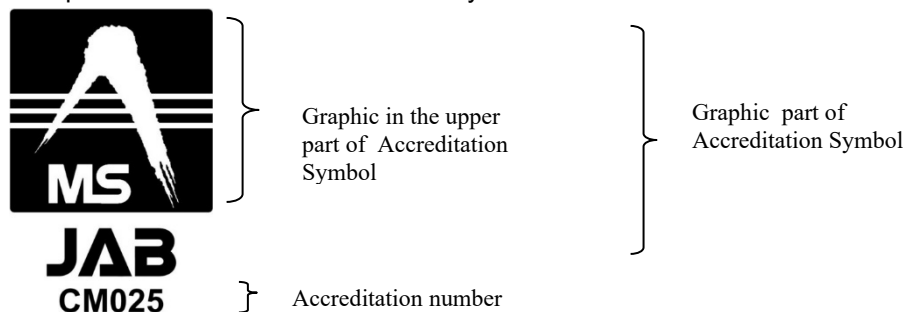 MS
JAB
CM025
Graphic in the upper
part of Accreditation
Symbol
Graphic part of
Accreditation Symbol
Accreditation number